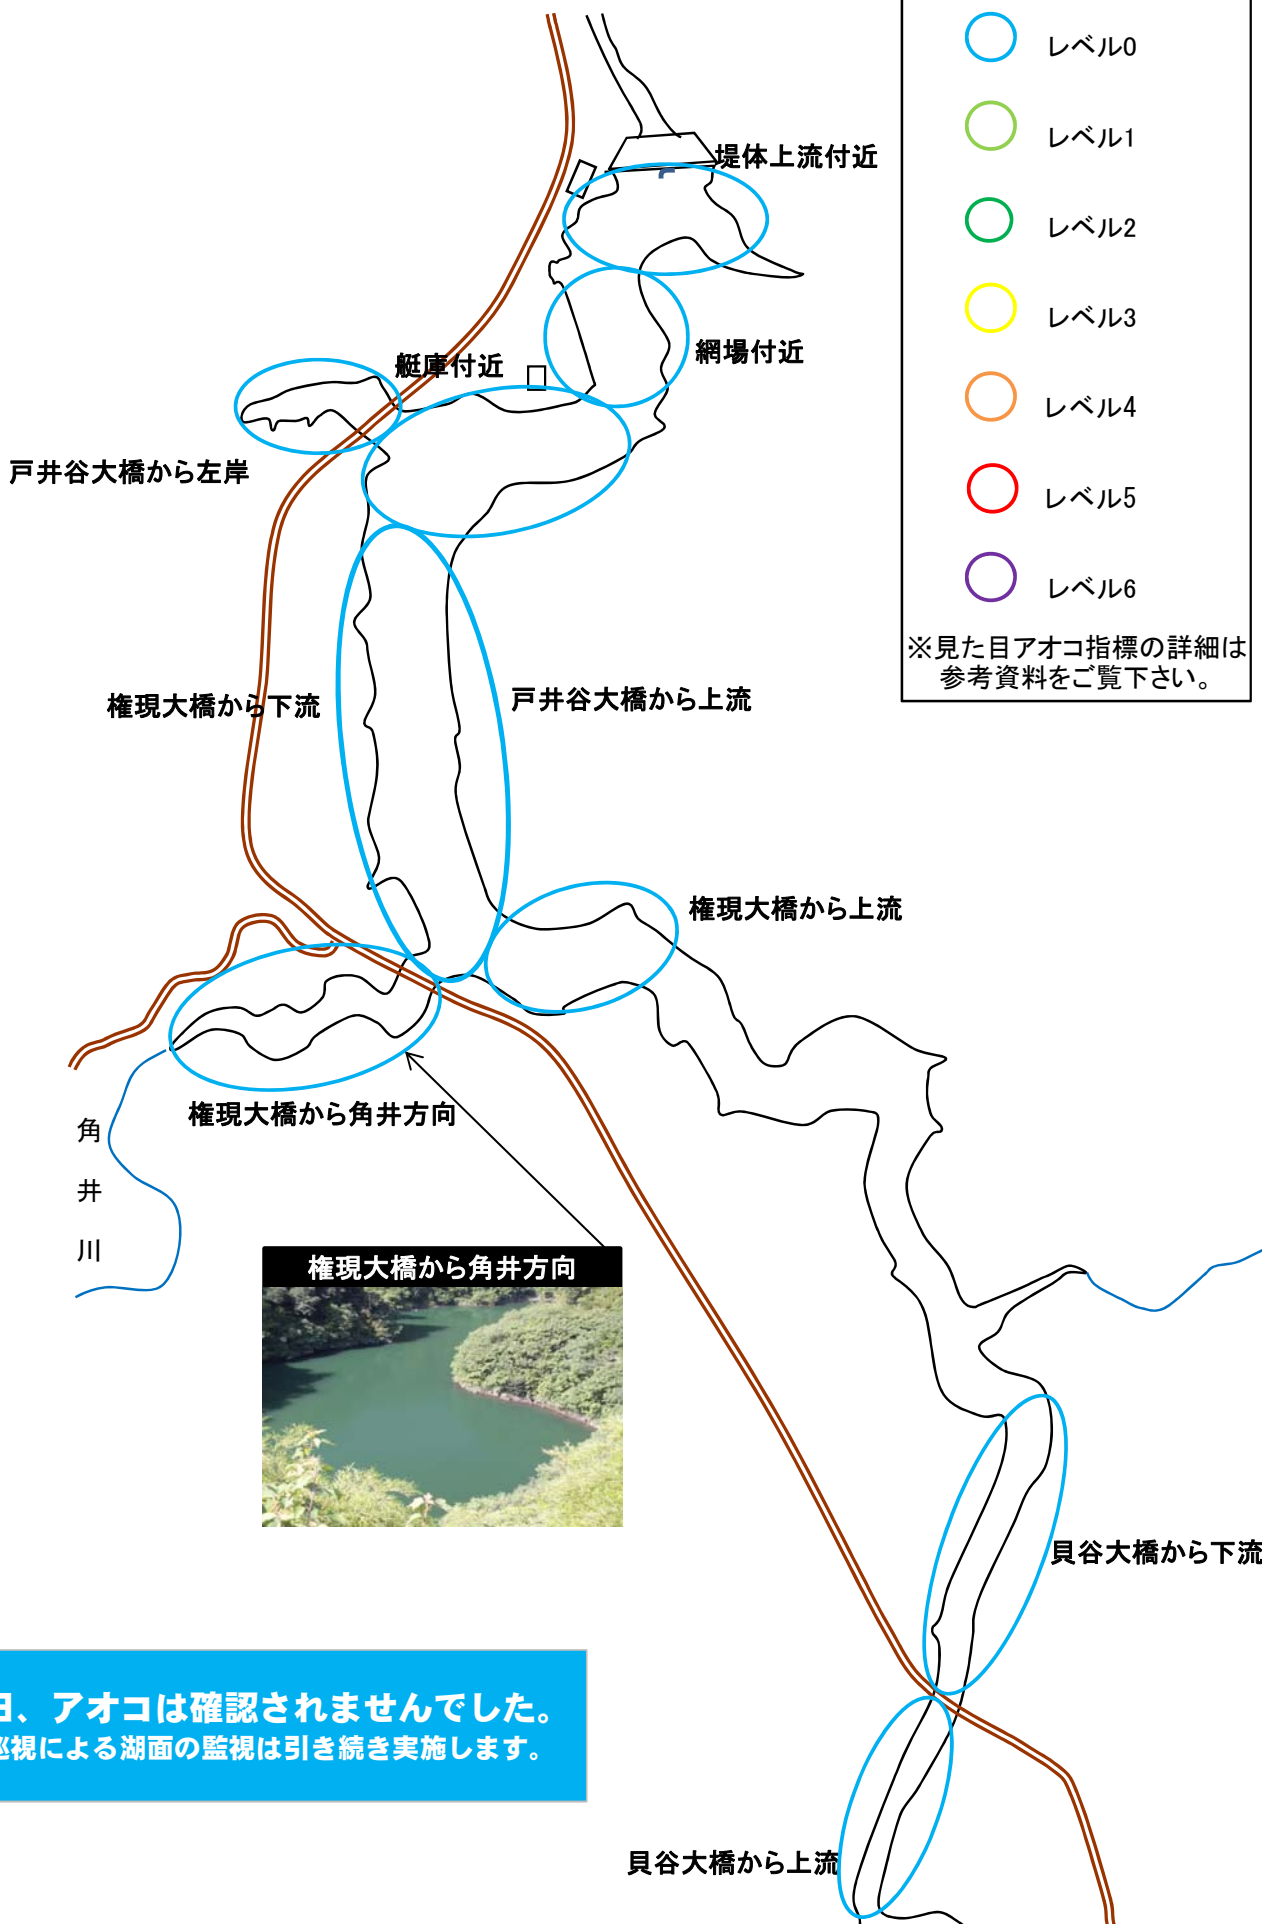 レベル0
レベル1
レベル2
レベル3
レベル4
レベル5
レベル6
※見た目アオコ指標の詳細は
参考資料をご覧下さい。
堤体上流付近
網場付近
艇庫付近
戸井谷大橋から左岸
権現大橋から下流
戸井谷大橋から上流
権現大橋から上流
権現大橋から角井方向
角
井
川
権現大橋から角井方向
貝谷大橋から下流
日、アオコは確認されませんでした。
巡視による湖面の監視は引き続き実施します。
貝谷大橋から上流